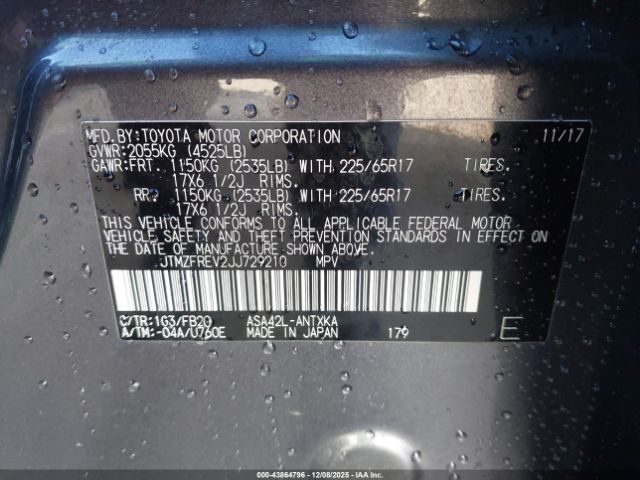 MFD.BY:TOYOTA MOTOR CORPORATION 11/17
GVWR:2055KG (4525LB)
GAWR:FRT. 1150KG (2535LB) WITH 225/65R17 TIRES.
17X6 1/2J RIMS.
RR. 1150KG (2535LB) WITH 225/65R17 TIRES.
17X6 1/2J RIMS.
THIS VEHICLE CONFORMS TO ALL APPLICABLE FEDERAL MOTOR
VEHICLE SAFETY AND THEFT PREVENTION STANDARDS IN EFFECT ON
THE DATE OF MANUFACTURE SHOWN ABOVE.
JTMZFREV2JJ729210 MPV
C/TR:1G3/FB20 ASA42L-ANTXKA
A/TM:-04A/U760E MADE IN JAPAN 179 E
000-43864796 - 12/08/2025 - IAAI.COM